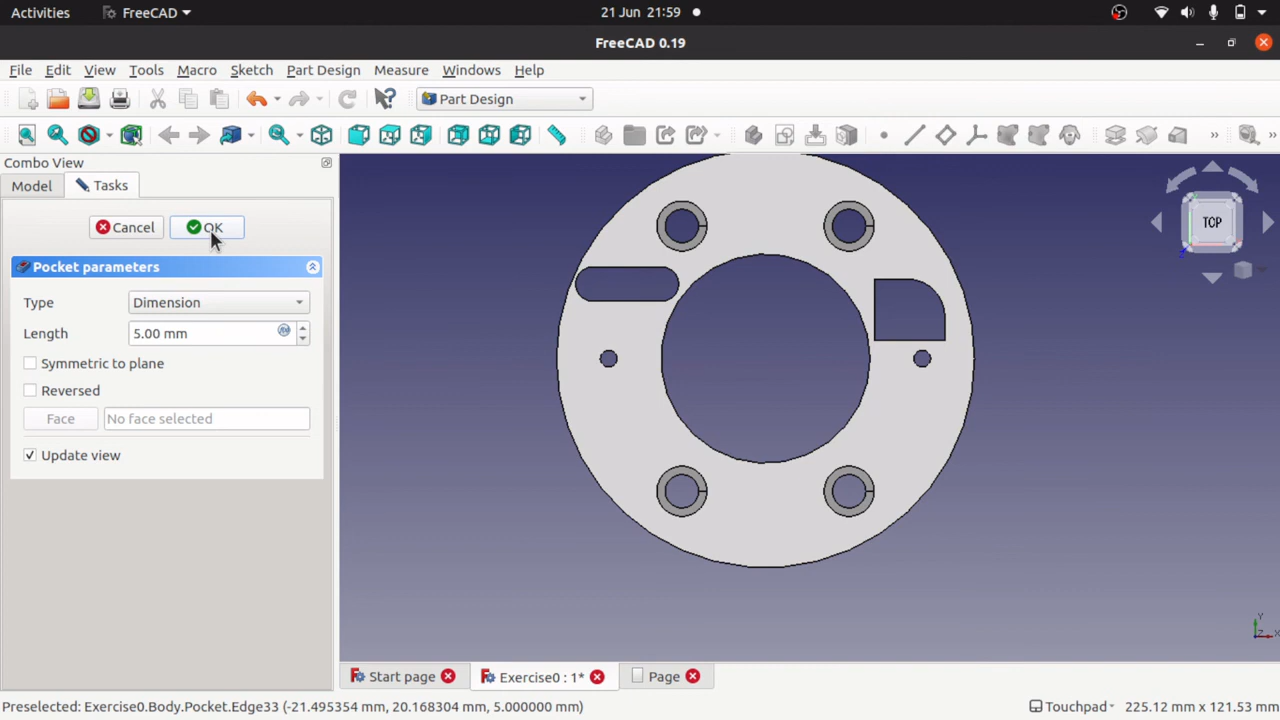 Activities FreeCAD 21 Jun 21:59
FreeCAD 0.19
File Edit View Tools Macro Sketch Part Design Measure Windows Help
Part Design
Combo View
Model Tasks
Cancel OK
Pocket parameters
Type Dimension
Length 5.00 mm
Symmetric to plane
Reversed
Face No face selected
Update view
TOP
Y
Z X
Start page Exercise0 : 1* Page
Preselected: Exercise0.Body.Pocket.Edge33 (-21.495354 mm, 20.168304 mm, 5.000000 mm) Touchpad 225.12 mm x 121.53 mm